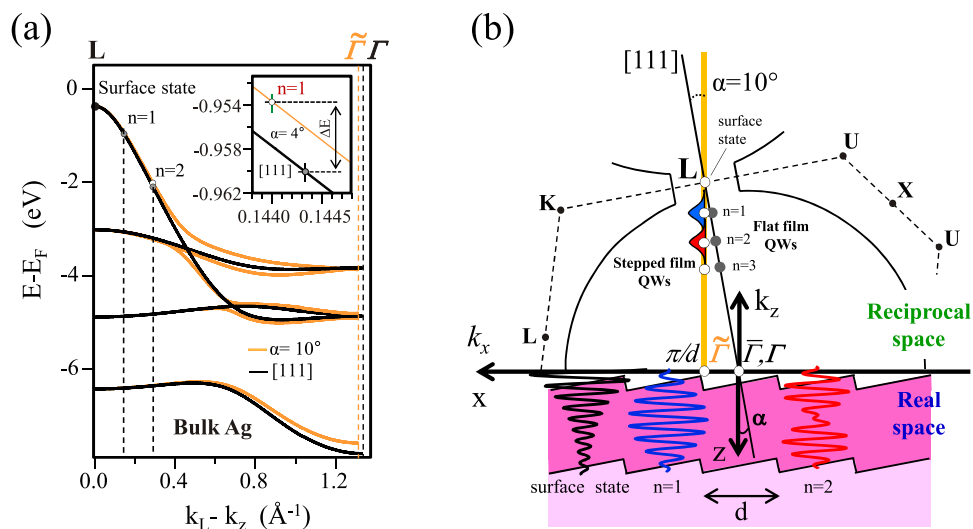 (a)
L
Γ̃
Γ
Surface state
n=1
n=2
n=1
α= 4°
[111]
ΔE
-0.954
-0.958
-0.962
0.1440
0.1445
0
-2
-4
-6
E-E_F (eV)
α= 10°
[111]
Bulk Ag
0.0
0.4
0.8
1.2
k_L- k_z (Å⁻¹)
(b)
[111]
α=10°
surface
state
L
U
X
U
K
L
n=1
n=2
n=3
Flat film
QWs
Stepped film
QWs
k_z
Reciprocal
space
k_x
π/d
Γ̃
Γ̅,Γ
x
Real
space
α
z
surface state
n=1
d
n=2